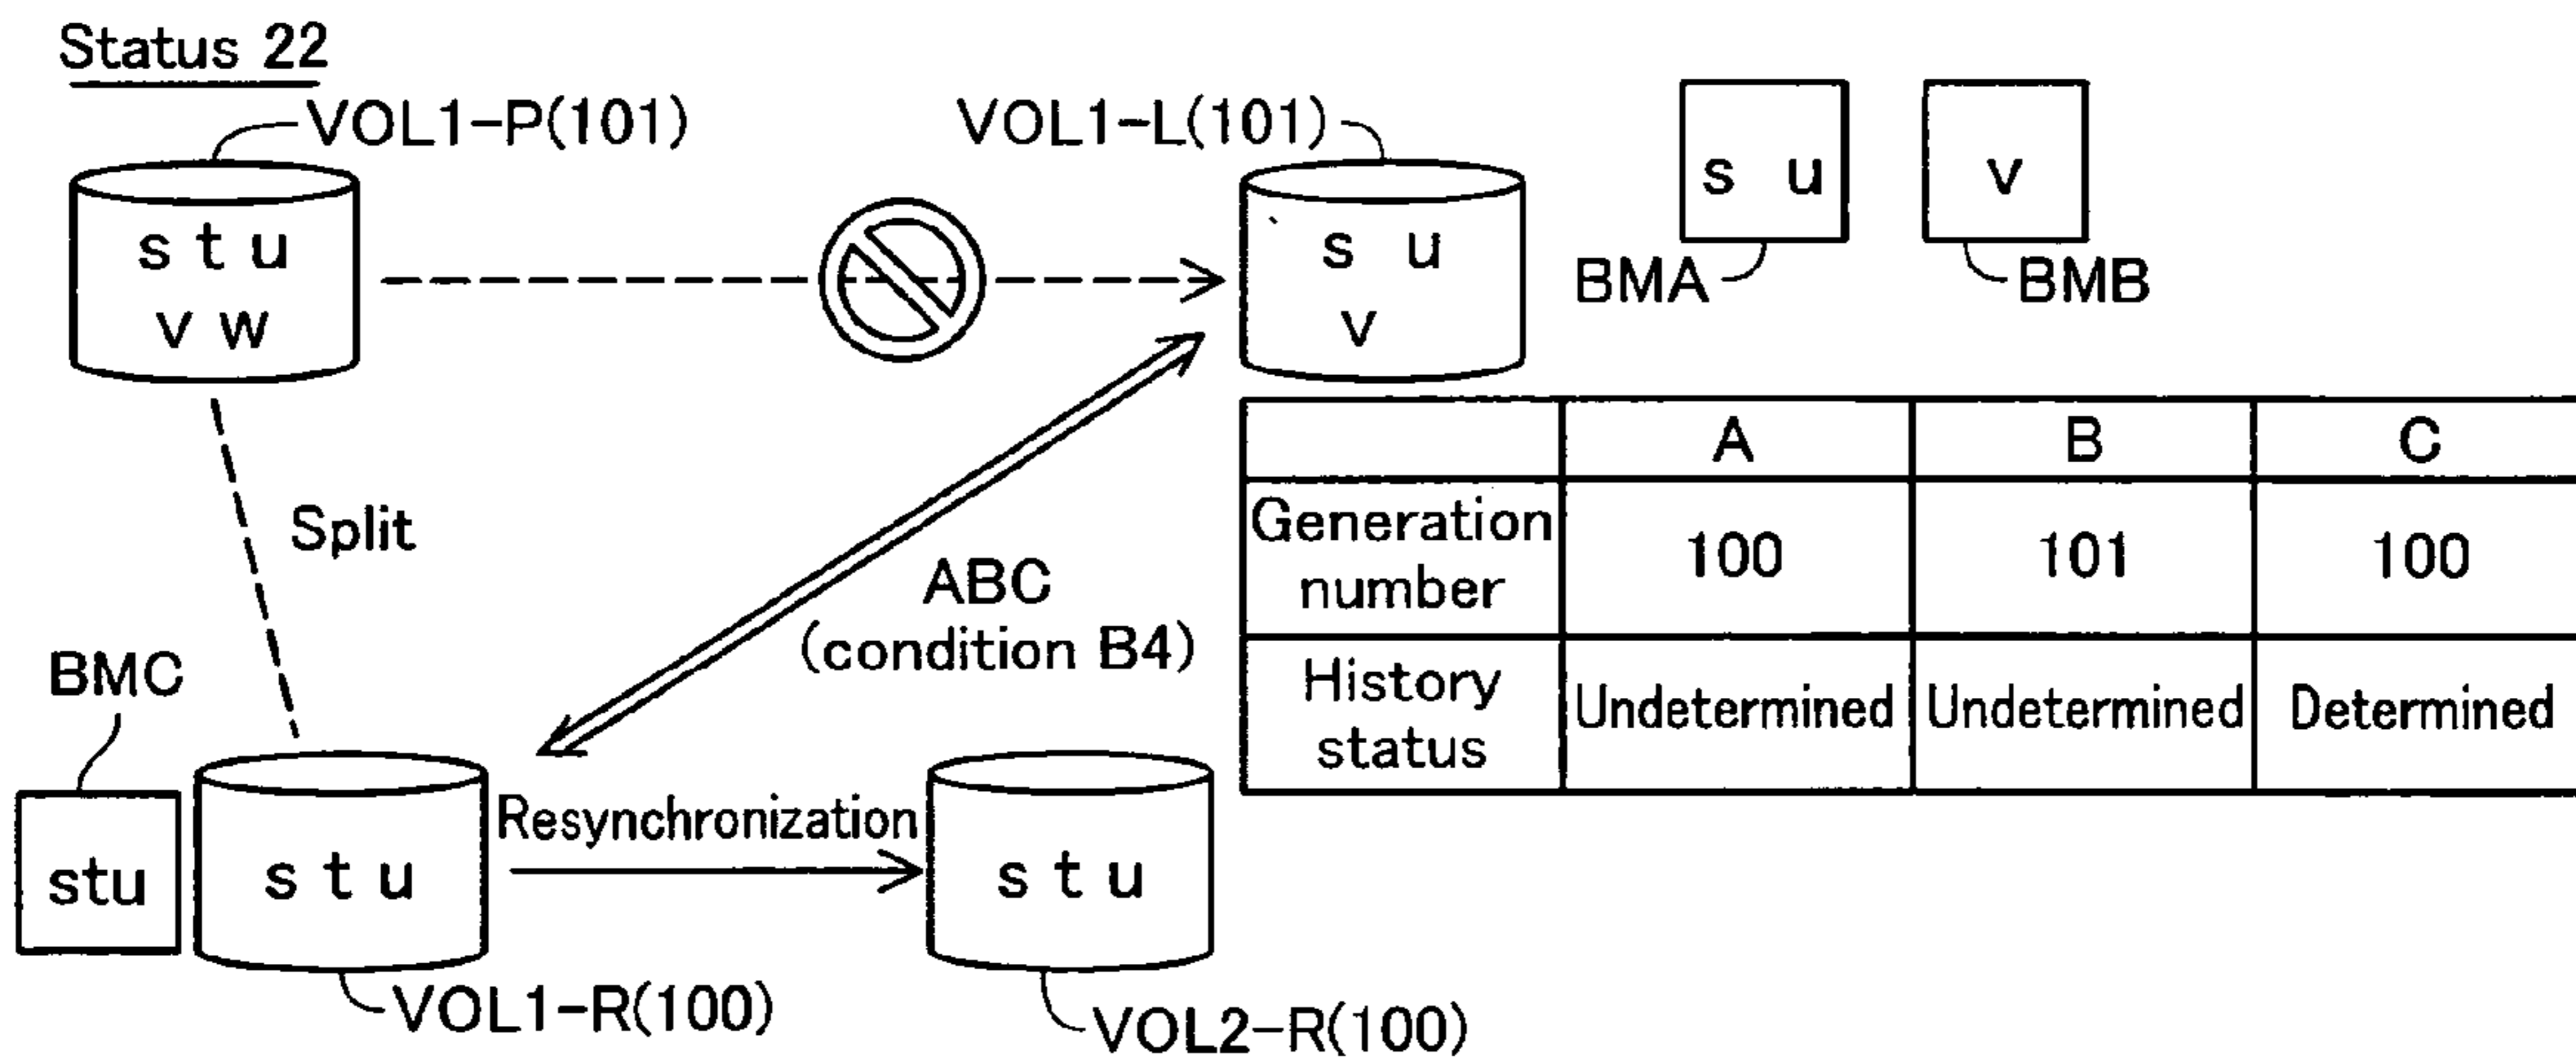 Status 22
VOL1-P(101)
VOL1-L(101)
s t u
v w
s u
v
s u
v
BMA
BMB
Split
ABC
(condition B4)
A B C
Generation number 100 101 100
History status Undetermined Undetermined Determined
BMC
stu
s t u
Resynchronization
s t u
VOL1-R(100)
VOL2-R(100)